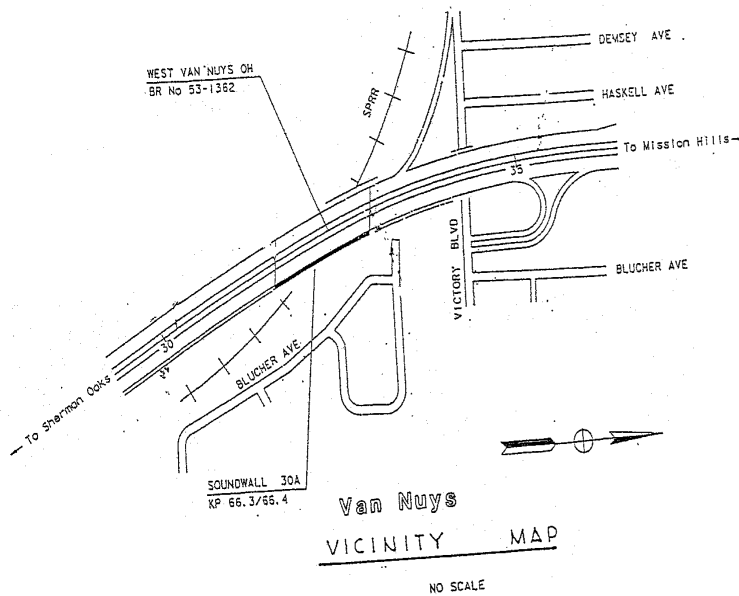 DEMSEY AVE
WEST VAN NUYS OH
BR No 53-1362
SPRR
HASKELL AVE
To Mission Hills
35
VICTORY BLVD
BLUCHER AVE
30
BLUCHER AVE.
To Sherman Oaks
SOUNDWALL 30A
KP 66.3/66.4
Van Nuys
VICINITY MAP
NO SCALE